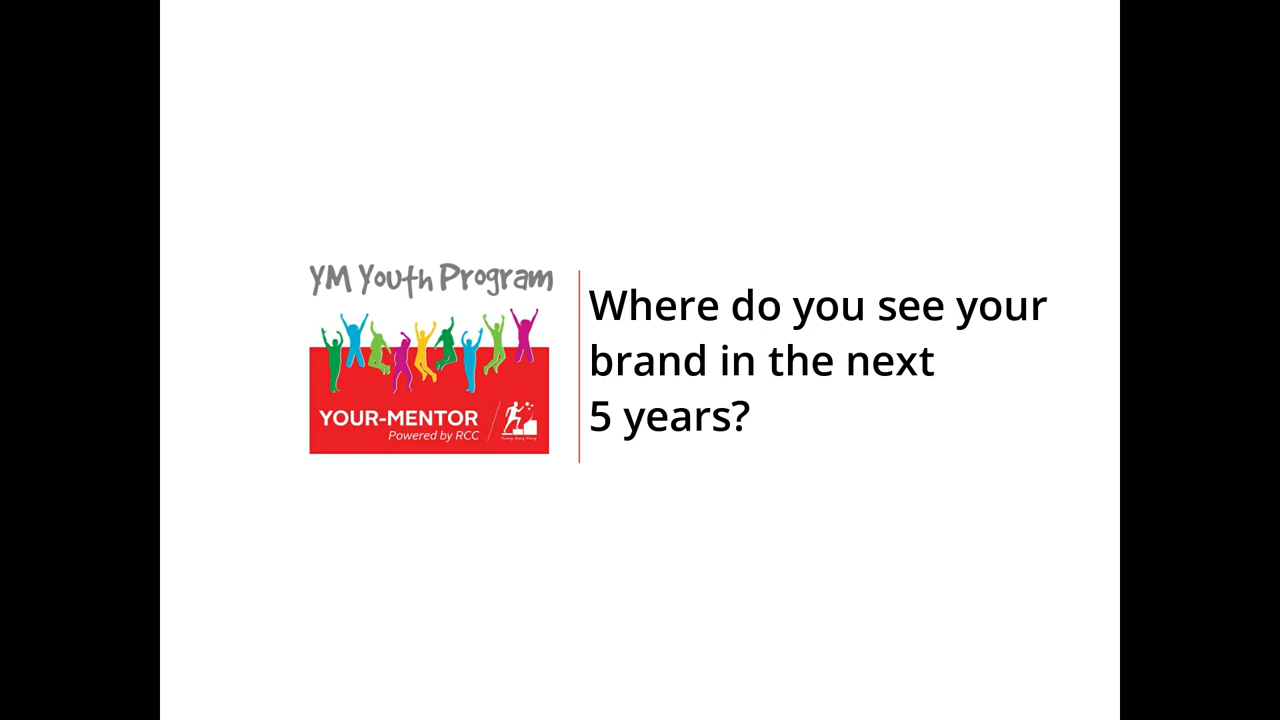 YM Youth Program
YOUR-MENTOR
Powered by RCC
Where do you see your
brand in the next
5 years?